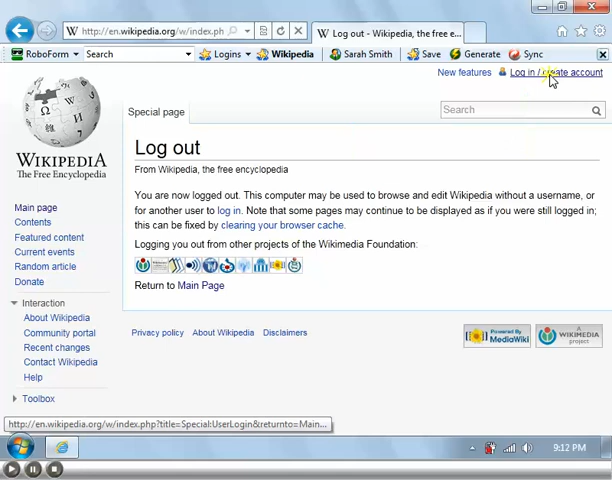 http://en.wikipedia.org/w/index.ph
Log out - Wikipedia, the free e...
RoboForm
Search
Logins
Wikipedia
Sarah Smith
Save
Generate
Sync
New features
Log in / create account
WIKIPEDIA
The Free Encyclopedia
Special page
Search
Log out
From Wikipedia, the free encyclopedia
You are now logged out. This computer may be used to browse and edit Wikipedia without a username, or
for another user to log in. Note that some pages may continue to be displayed as if you were still logged in;
this can be fixed by clearing your browser cache.
Logging you out from other projects of the Wikimedia Foundation:
Return to Main Page
Main page
Contents
Featured content
Current events
Random article
Donate
Interaction
About Wikipedia
Community portal
Recent changes
Contact Wikipedia
Help
Toolbox
Privacy policy
About Wikipedia
Disclaimers
Powered By
MediaWiki
A WIKIMEDIA
project
http://en.wikipedia.org/w/index.php?title=Special:UserLogin&returnto=Main...
9:12 PM